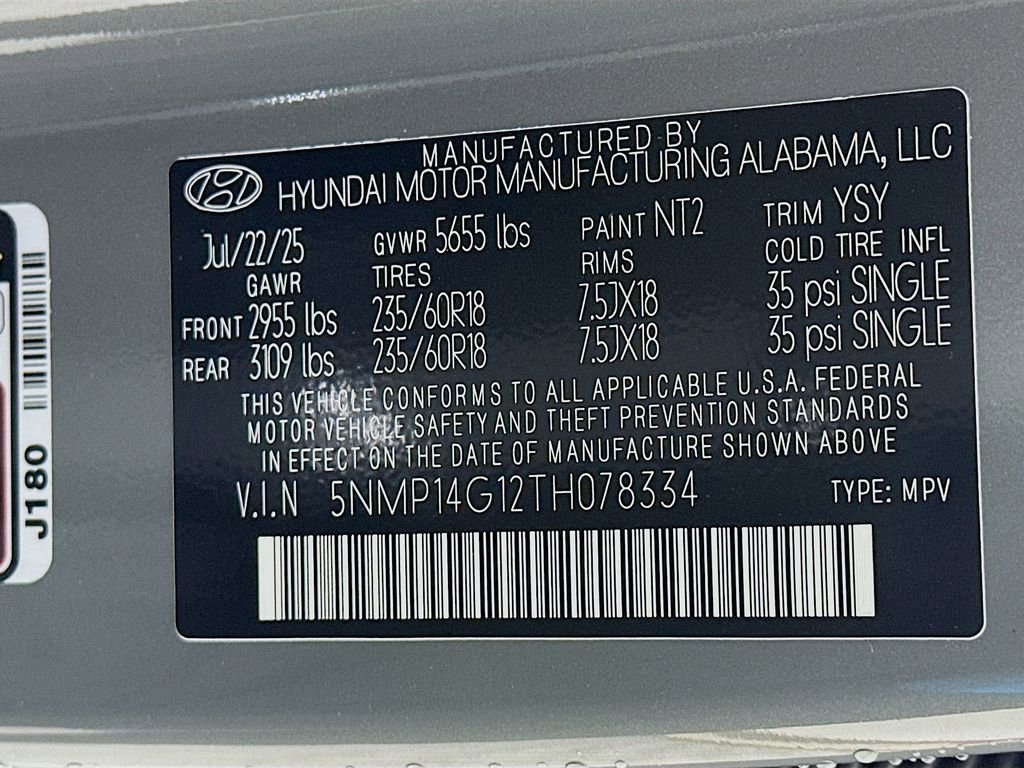 MANUFACTURED BY
HYUNDAI MOTOR MANUFACTURING ALABAMA, LLC
Jul/22/25 GVWR 5655 lbs PAINT NT2 TRIM YSY
GAWR TIRES RIMS COLD TIRE INFL
FRONT 2955 lbs 235/60R18 7.5JX18 35 psi SINGLE
REAR 3109 lbs 235/60R18 7.5JX18 35 psi SINGLE
THIS VEHICLE CONFORMS TO ALL APPLICABLE U.S.A. FEDERAL
MOTOR VEHICLE SAFETY AND THEFT PREVENTION STANDARDS
IN EFFECT ON THE DATE OF MANUFACTURE SHOWN ABOVE
V.I.N 5NMP14G12TH078334 TYPE: MPV
J180